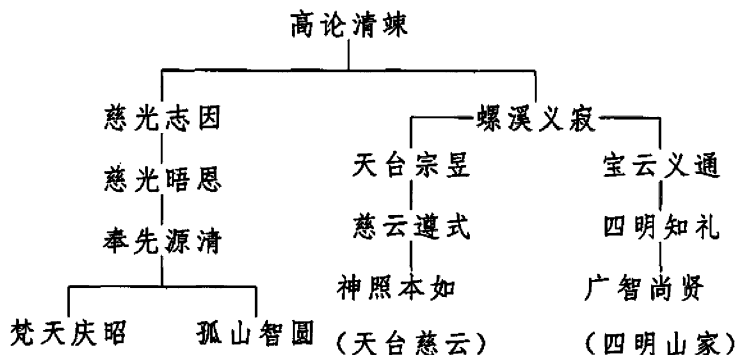 高论清竦
慈光志因 螺溪义寂
慈光晤恩 天台宗昱 宝云义通
奉先源清 慈云遵式 四明知礼
梵天庆昭 孤山智圆 神照本如 广智尚贤
(天台慈云) (四明山家)